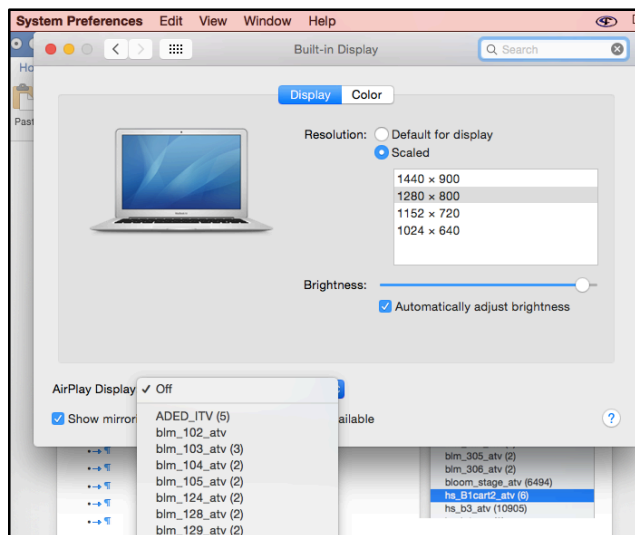 System Preferences Edit View Window Help
Built-in Display
Search
Past
Display Color
Resolution: Default for display
Scaled
1440 × 900
1280 × 800
1152 × 720
1024 × 640
Brightness:
Automatically adjust brightness
AirPlay Display ✓ Off
Show mirrori ailable ?
ADED_ITV (5)
blm_102_atv
blm_103_atv (3)
blm_104_atv (2)
blm_105_atv (2)
blm_124_atv (2)
blm_128_atv (2)
blm_129_atv (2)
blm_305_atv (2)
blm_306_atv (2)
bloom_stage_atv (6494)
hs_B1cart2_atv (6)
hs_b3_atv (10905)